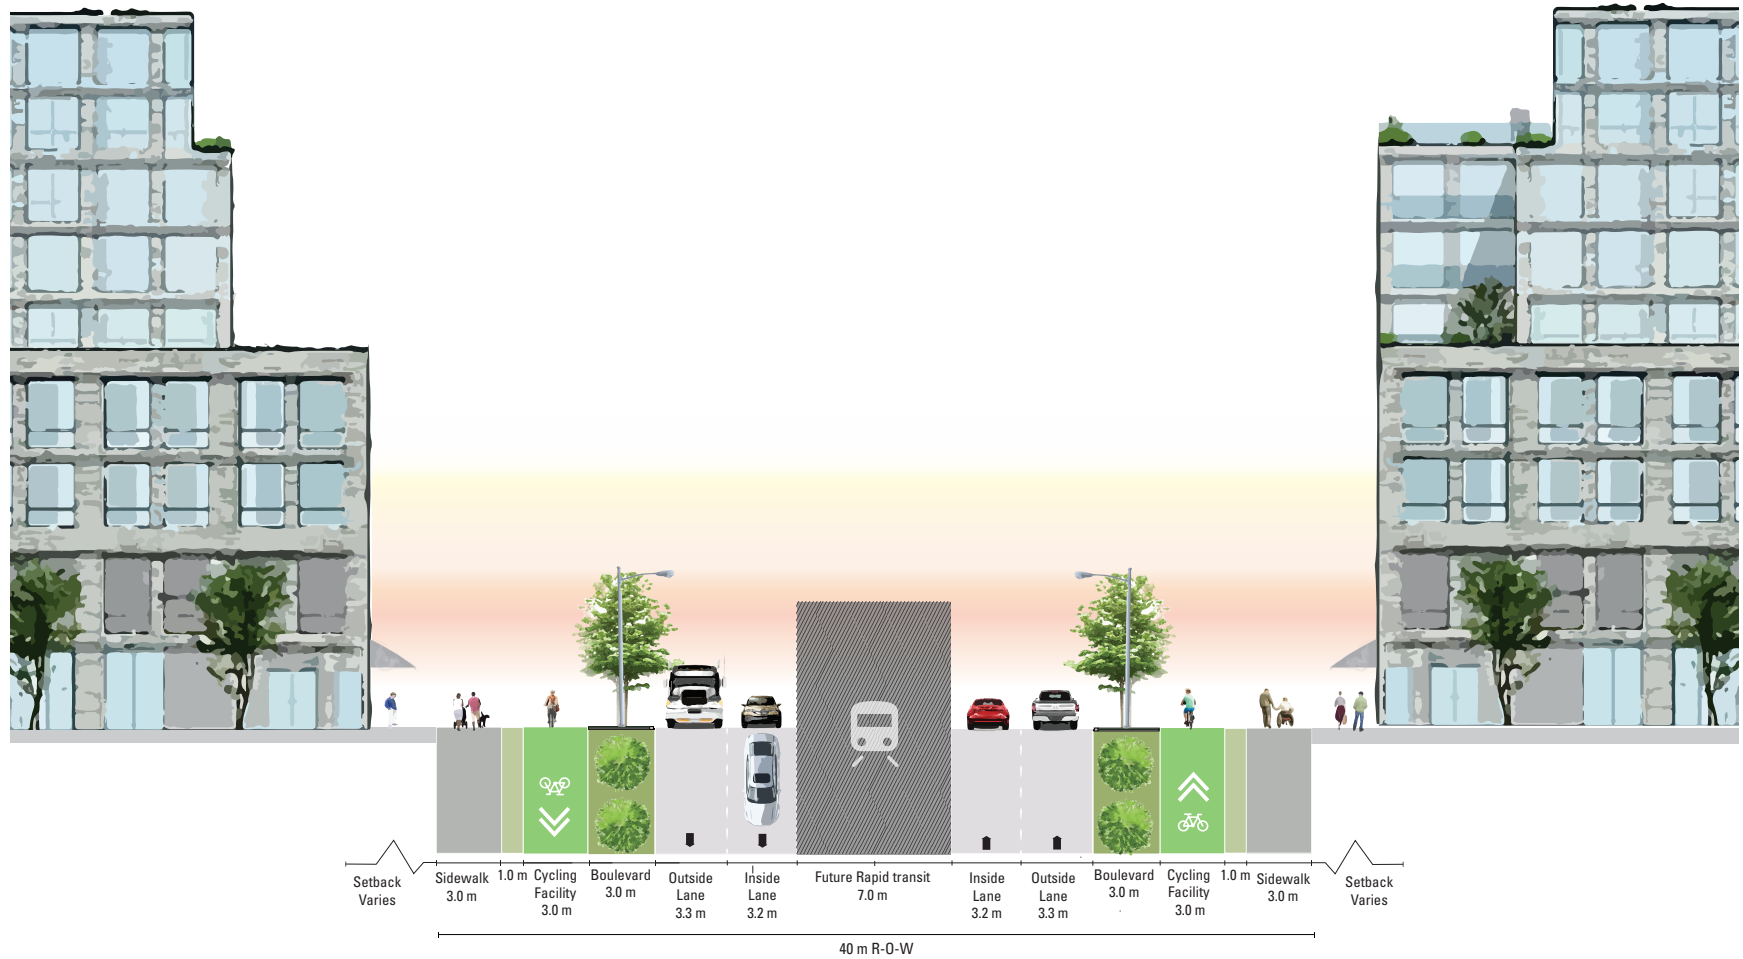 Setback
Varies
Sidewalk
3.0 m
1.0 m
Cycling
Facility
3.0 m
Boulevard
3.0 m
Outside
Lane
3.3 m
Inside
Lane
3.2 m
Future Rapid transit
7.0 m
Inside
Lane
3.2 m
Outside
Lane
3.3 m
Boulevard
3.0 m
Cycling
Facility
3.0 m
1.0 m
Sidewalk
3.0 m
Setback
Varies
40 m R-O-W